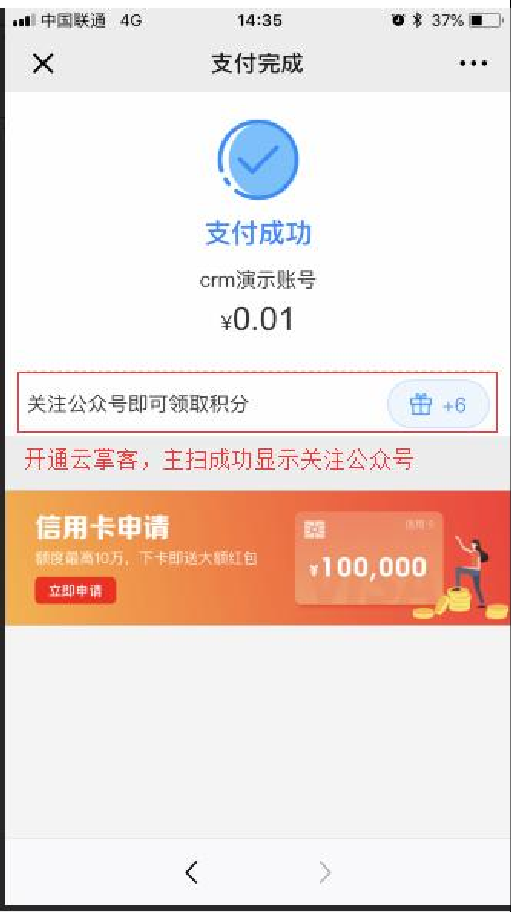 中国联通 4G 14:35 37%
支付完成
支付成功
crm演示账号
¥0.01
关注公众号即可领取积分 +6
开通云掌客，主扫成功显示关注公众号
信用卡申请
信用卡
额度最高10万，下卡即送大额红包
¥100,000
立即申请